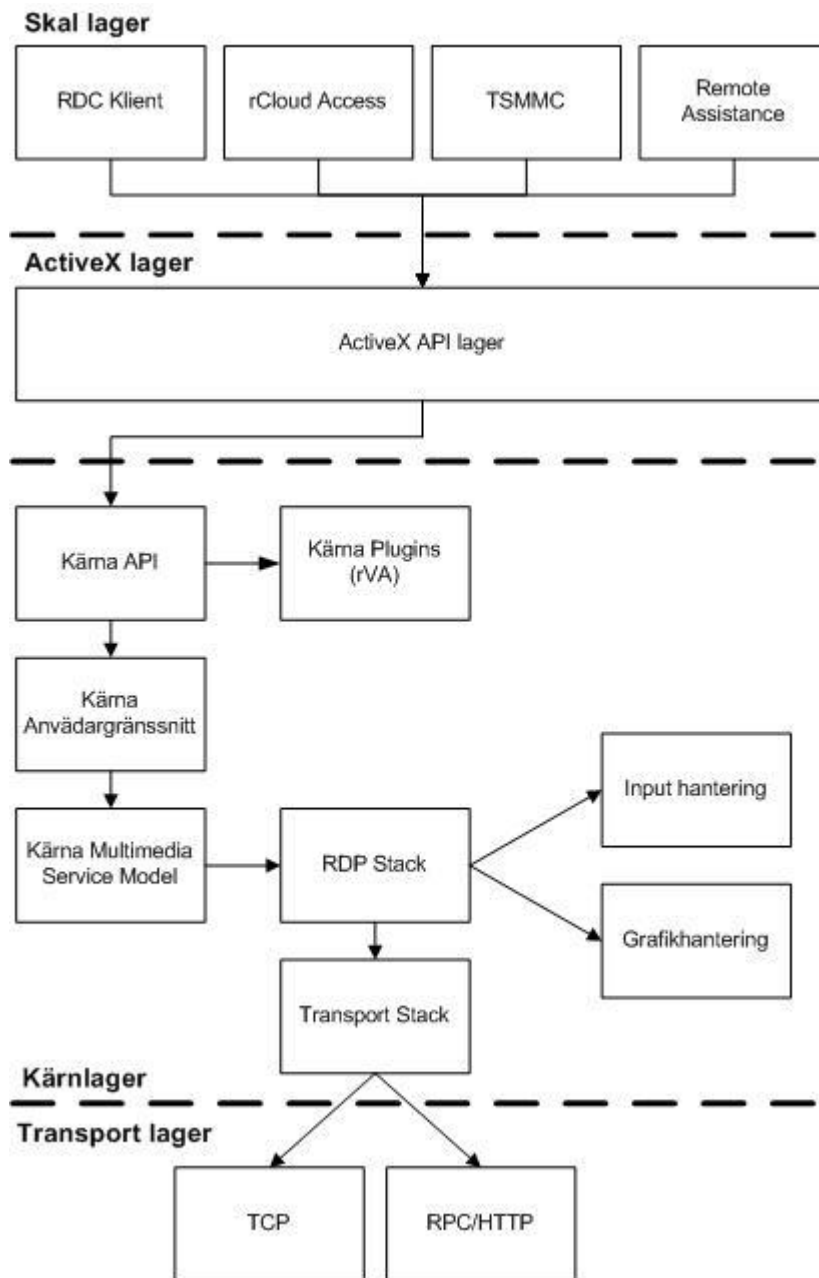 Skal lager
RDC Klient
rCloud Access
TSMMC
Remote
Assistance
ActiveX lager
ActiveX API lager
Kärna API
Kärna Plugins
(rVA)
Kärna
Anvädargränssnitt
Kärna Multimedia
Service Model
RDP Stack
Input hantering
Grafikhantering
Transport Stack
Kärnlager
Transport lager
TCP
RPC/HTTP